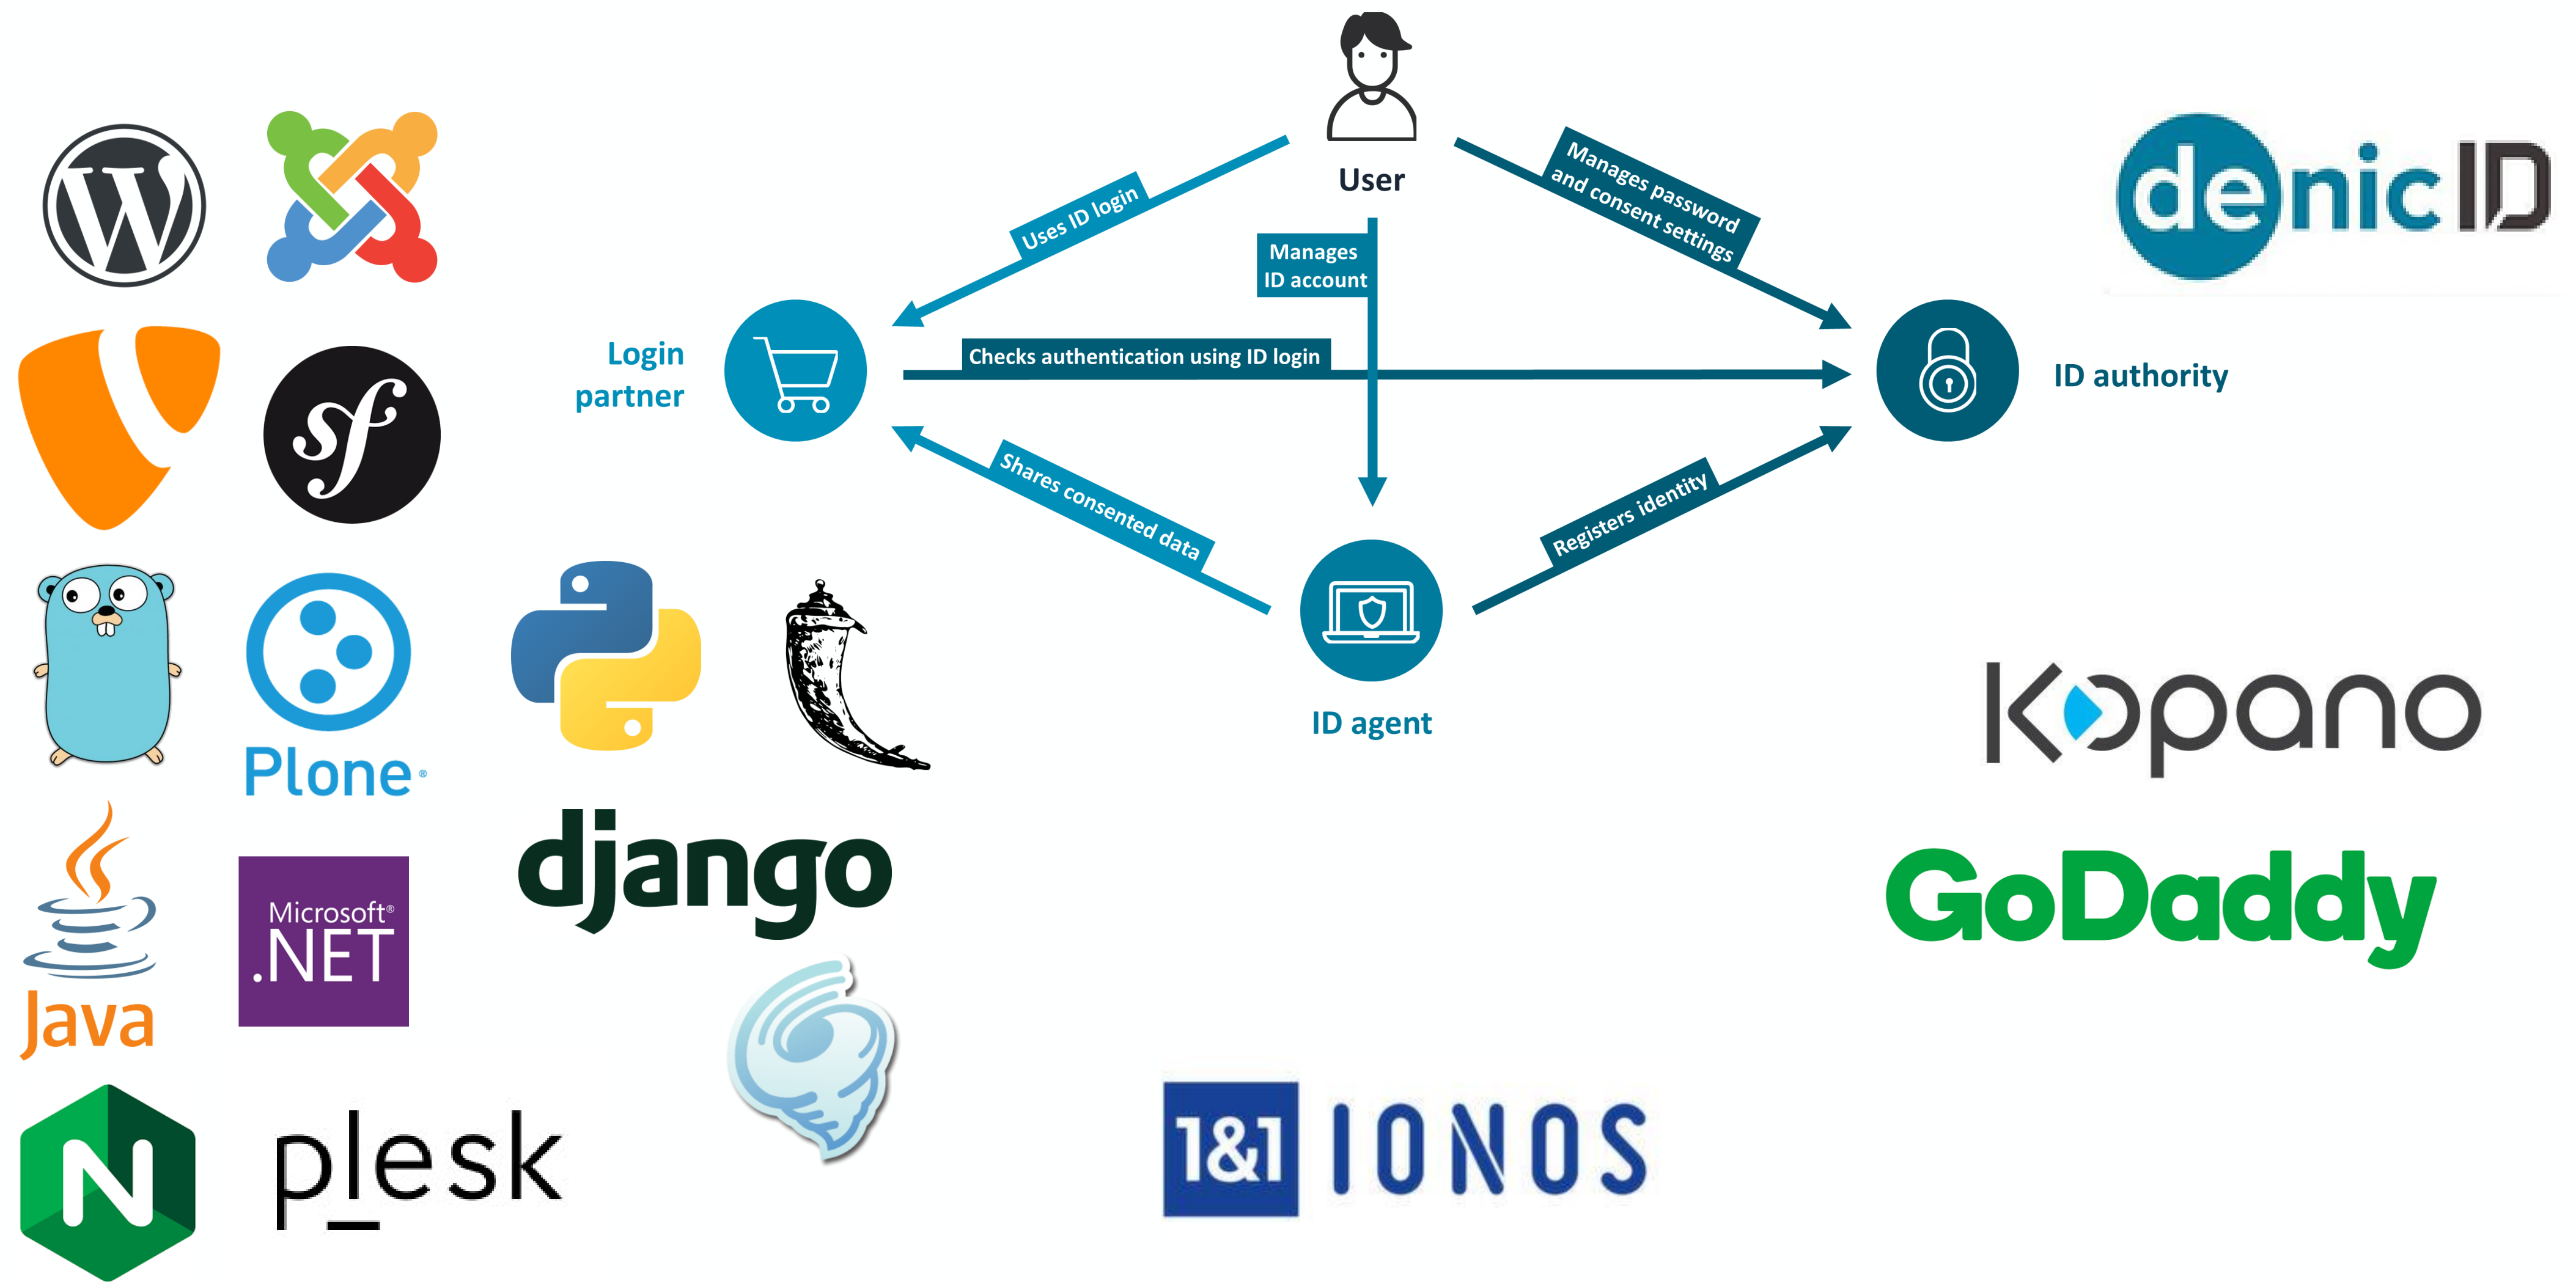 User
Uses ID login
Manages password
and consent settings
Manages
ID account
denicID
Login
partner
Checks authentication using ID login
ID authority
sf
Shares consented data
Registers identity
ID agent
Plone®
Kopano
django
GoDaddy
Java
Microsoft®
.NET
N
plesk
1&1 IONOS
W